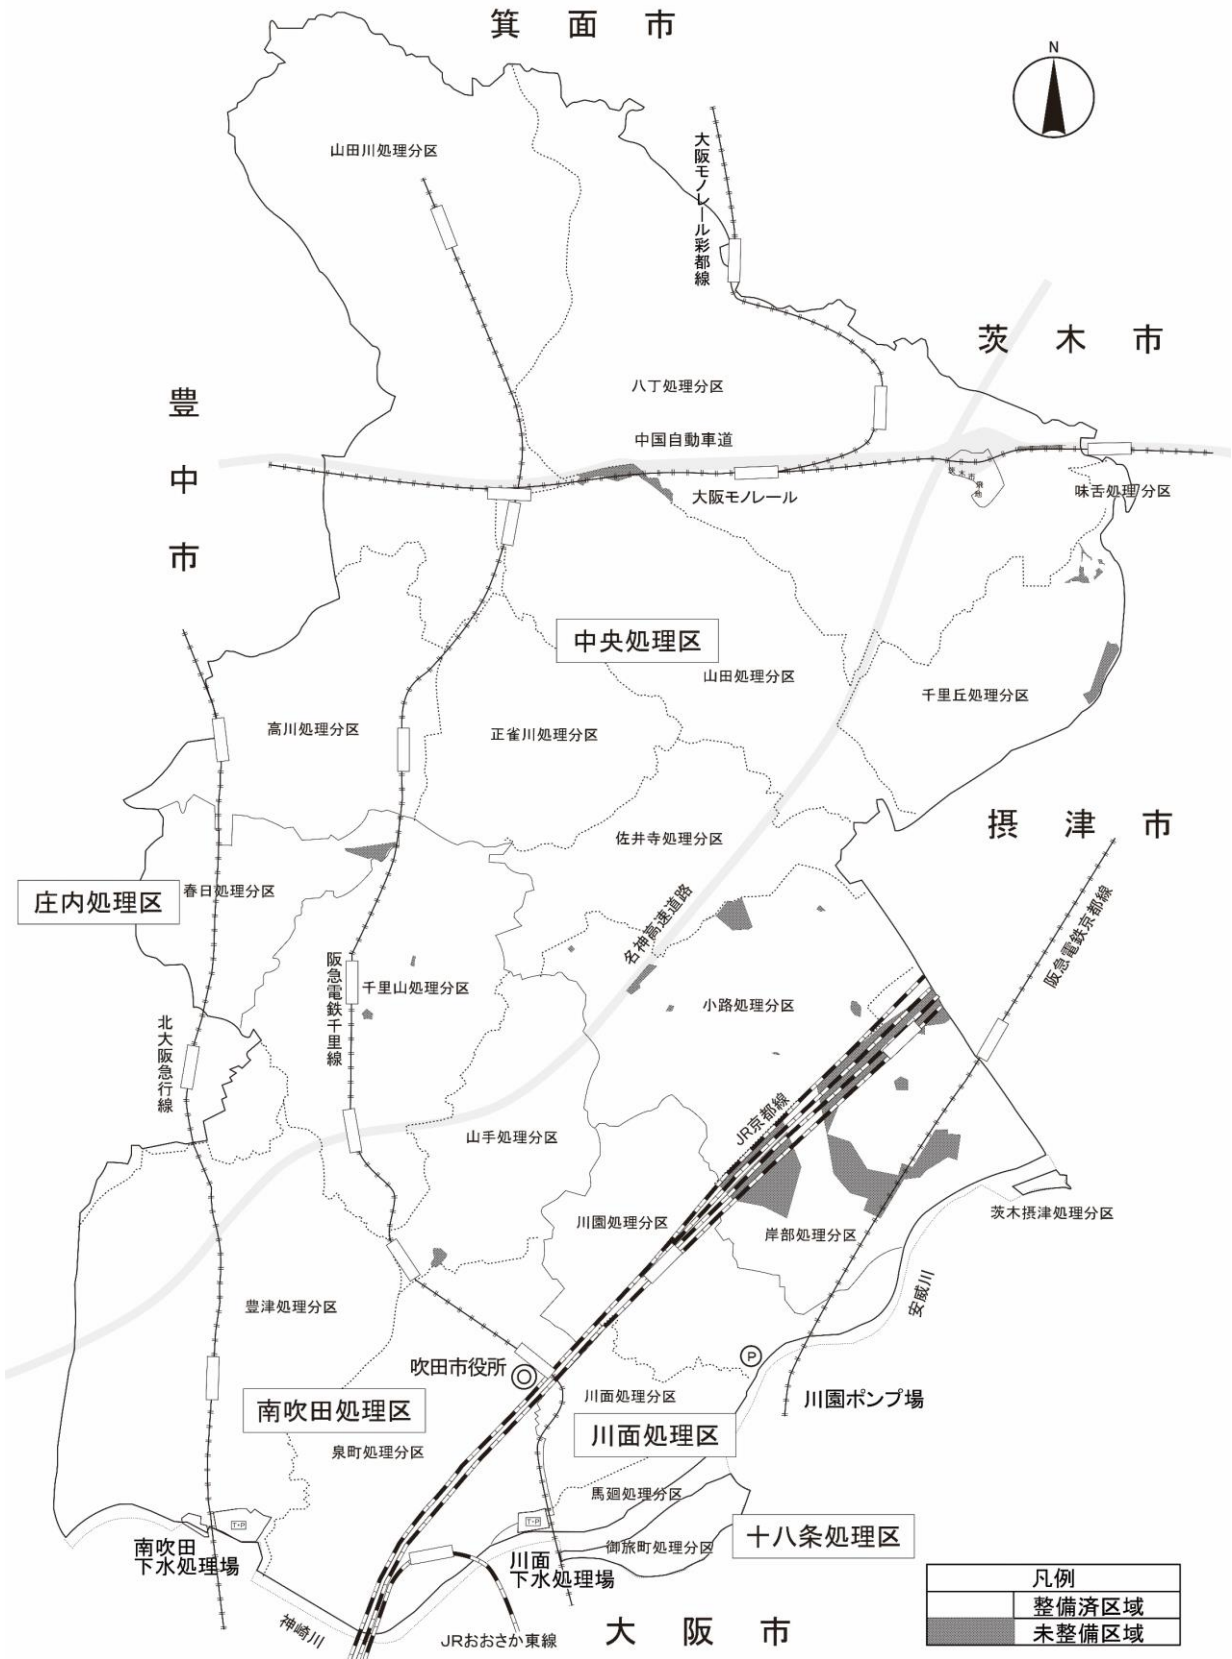 箕面市
N
山田川処理分区
大阪モノレール彩都線
茨木市
豊中市
八丁処理分区
中国自動車道
大阪モノレール
味舌処理分区
中央処理区
山田処理分区
千里丘処理分区
高川処理分区
正雀川処理分区
摂津市
佐井寺処理分区
庄内処理区
春日処理分区
名神高速道路
阪急電鉄京都線
阪急電鉄千里線
千里山処理分区
小路処理分区
北大阪急行線
JR京都線
山手処理分区
川園処理分区
岸部処理分区
茨木摂津処理分区
安威川
豊津処理分区
吹田市役所
P
川面処理分区
川園ポンプ場
南吹田処理区
川面処理区
泉町処理分区
馬廻処理分区
T・P
T・P
十八条処理区
御旅町処理分区
南吹田
下水処理場
川面
下水処理場
神崎川
JRおおさか東線
大阪市
凡例
整備済区域
未整備区域